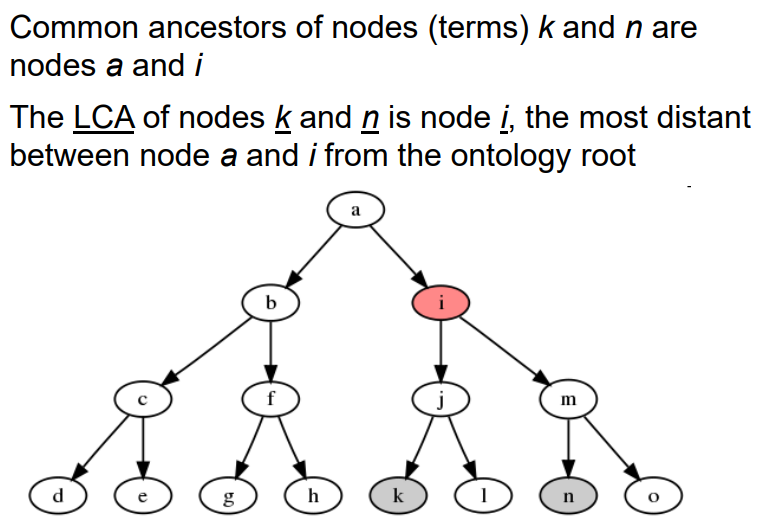 Common ancestors of nodes (terms) k and n are
nodes a and i
The LCA of nodes k and n is node i, the most distant
between node a and i from the ontology root
a
b i
c f j m
d e g h k l n o